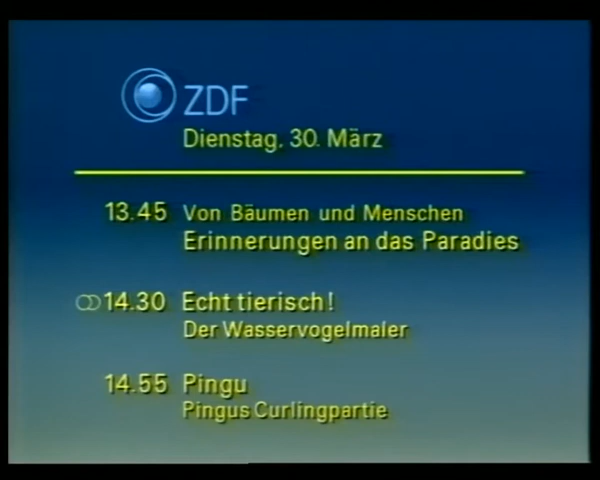 ZDF
Dienstag, 30. März
13.45 Von Bäumen und Menschen
Erinnerungen an das Paradies
14.30 Echt tierisch!
Der Wasservogelmaler
14.55 Pingu
Pingus Curlingpartie